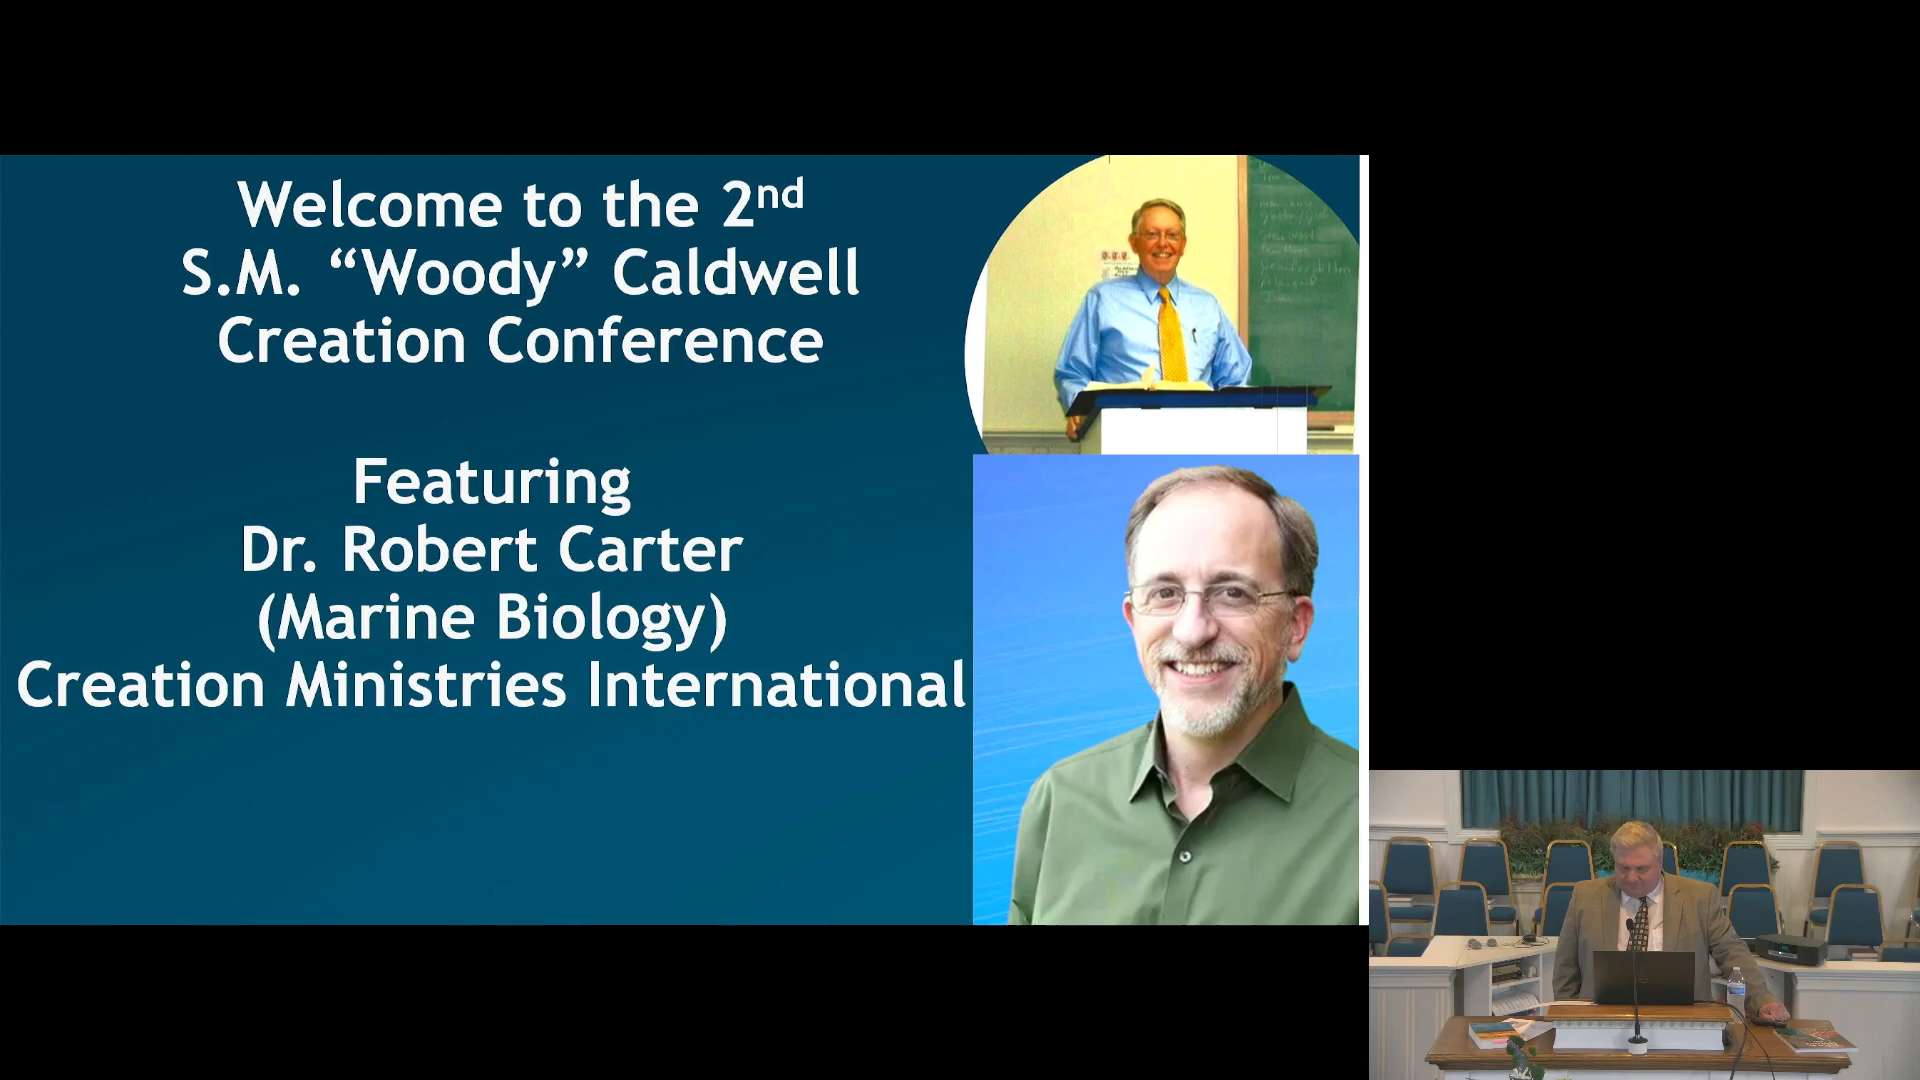 Welcome to the 2nd
S.M. “Woody” Caldwell
Creation Conference
Featuring
Dr. Robert Carter
(Marine Biology)
Creation Ministries International